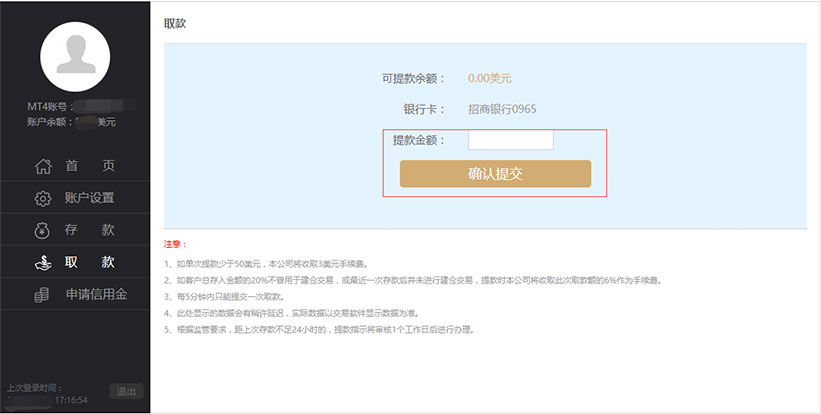 取款
MT4账号：
账户余额： 美元
首 页
账户设置
存 款
取 款
申请信用金
上次登录时间：
17:16:54
退出
可提款余额： 0.00美元
银行卡： 招商银行0965
提款金额：
确认提交
注意：
1、如单次提款少于50美元，本公司将收取3美元手续费。
2、如客户总存入金额的20%不曾用于建仓交易，或最近一次存款后并未进行建仓交易，提款时本公司将收取此次取款额的6%作为手续费。
3、每5分钟内只能提交一次取款。
4、此处显示的数据会有稍许延迟，实际数据以交易软件显示数据为准。
5、根据监管要求，距上次存款不足24小时的，提款指示将审核1个工作日后进行办理。